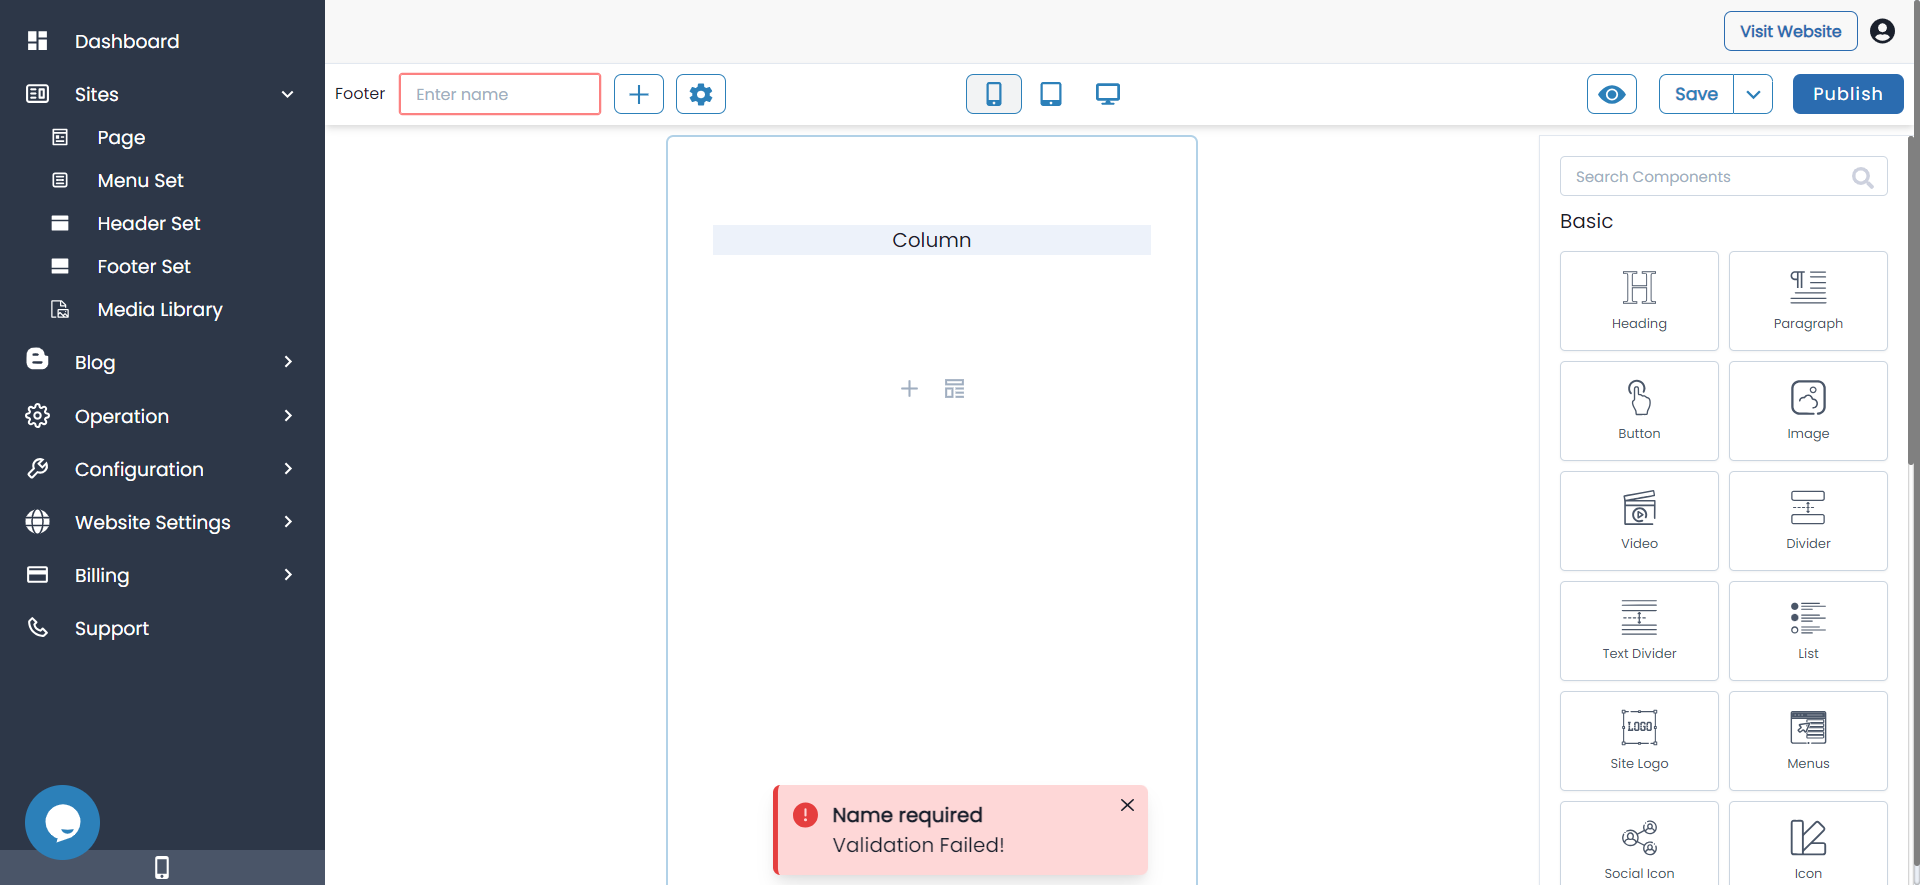 Dashboard
Sites
Page
Menu Set
Header Set
Footer Set
Media Library
Blog
Operation
Configuration
Website Settings
Billing
Support
Visit Website
Footer
Enter name
Save
Publish
Column
Name required
Validation Failed!
Search Components
Basic
Heading
Paragraph
Button
Image
Video
Divider
Text Divider
List
LOGO
Site Logo
Menus
Social Icon
Icon